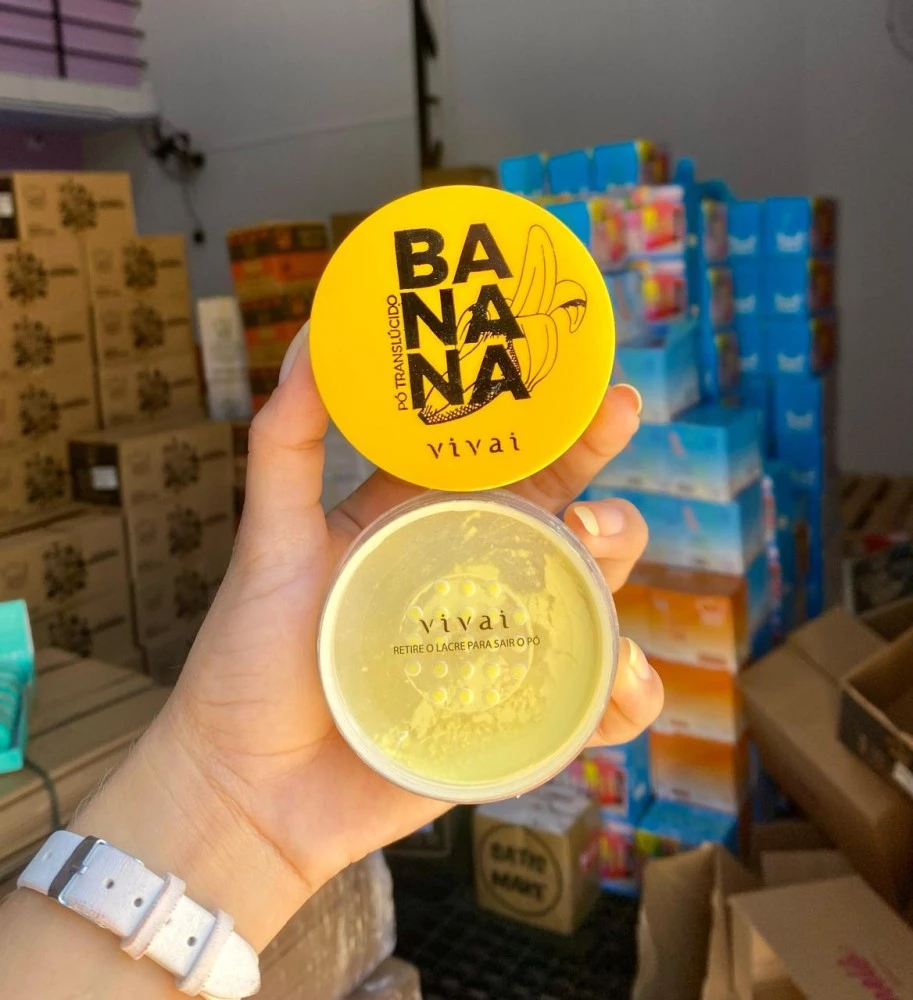 BA
NA
NA
PÓ TRANSLÚCIDO
vivai
vivai
RETIRE O LACRE PARA SAIR O PÓ